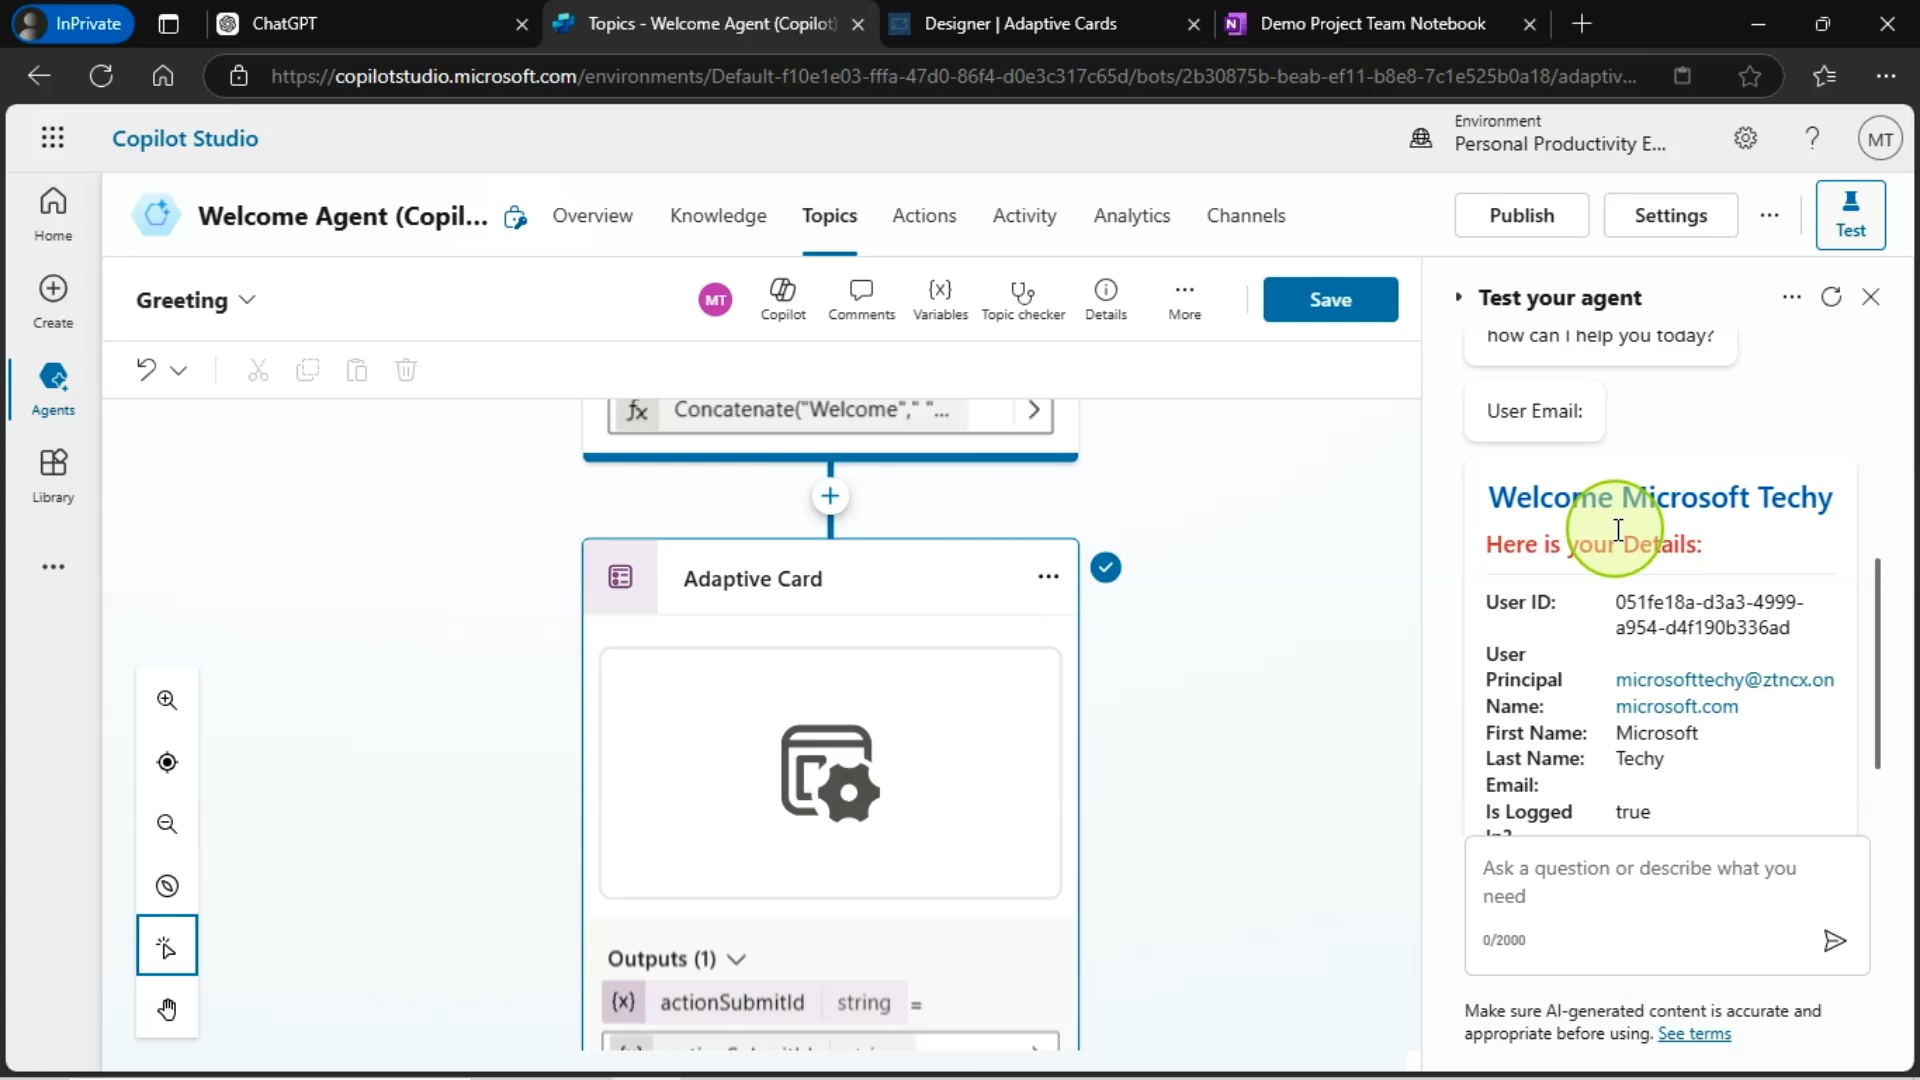 InPrivate
ChatGPT
Topics - Welcome Agent (Copilot)
Designer | Adaptive Cards
Demo Project Team Notebook
https://copilotstudio.microsoft.com/environments/Default-f10e1e03-fffa-47d0-86f4-d0e3c317c65d/bots/2b30875b-beab-ef11-b8e8-7c1e525b0a18/adaptiv...
Copilot Studio
Environment
Personal Productivity E...
MT
Home
Create
Agents
Library
Welcome Agent (Copil...
Overview
Knowledge
Topics
Actions
Activity
Analytics
Channels
Publish
Settings
Test
Greeting
MT
Copilot
Comments
Variables
Topic checker
Details
More
Save
fx Concatenate("Welcome"," "...
Adaptive Card
Outputs (1)
{x} actionSubmitId string =
Test your agent
how can I help you today?
User Email:
Welcome Microsoft Techy
Here is your Details:
User ID: 051fe18a-d3a3-4999-
a954-d4f190b336ad
User
Principal microsofttechy@ztncx.on
Name: microsoft.com
First Name: Microsoft
Last Name: Techy
Email:
Is Logged true
Ask a question or describe what you
need
0/2000
Make sure AI-generated content is accurate and
appropriate before using. See terms